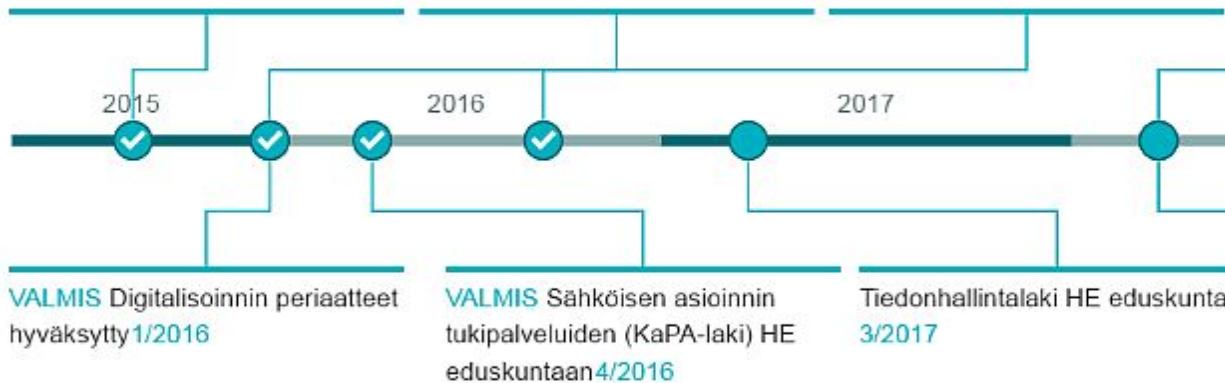 2015
2016
2017
VALMIS Digitalisoinnin periaatteet
hyväksytty 1/2016
VALMIS Sähköisen asioinnin
tukipalveluiden (KaPA-laki) HE
eduskuntaan 4/2016
Tiedonhallintalaki HE eduskunta
3/2017